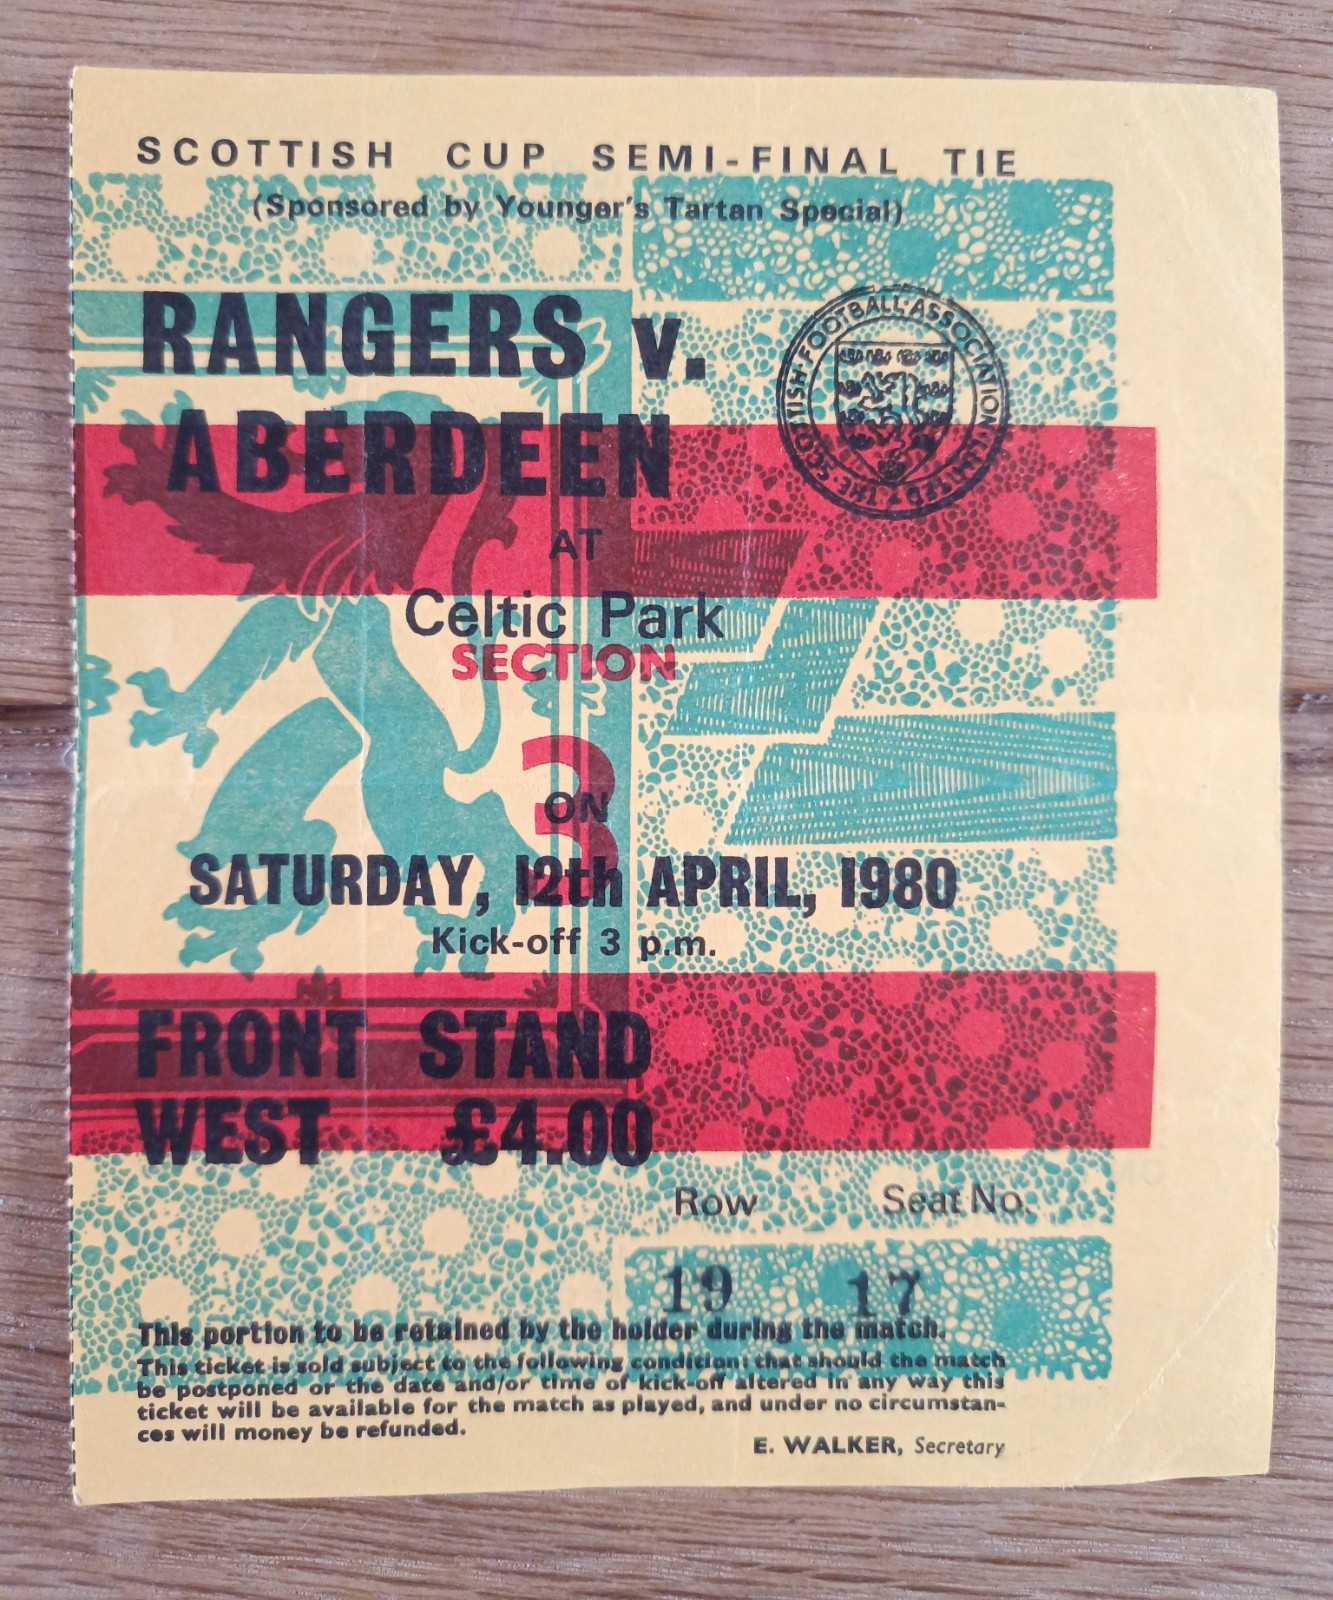 SCOTTISH CUP SEMI-FINAL TIE
(Sponsored by Younger's Tartan Special)
RANGERS v.
ABERDEEN
THE SCOTTISH FOOTBALL ASSOCIATION LIMITED
AT
Celtic Park
SECTION
3
ON
SATURDAY, 12th APRIL, 1980
Kick-off 3 p.m.
FRONT STAND
WEST £4.00
Row Seat No.
19 17
This portion to be retained by the holder during the match.
This ticket is sold subject to the following condition: that should the match
be postponed or the date and/or time of kick-off altered in any way this
ticket will be available for the match as played, and under no circumstan-
ces will money be refunded.
E. WALKER, Secretary